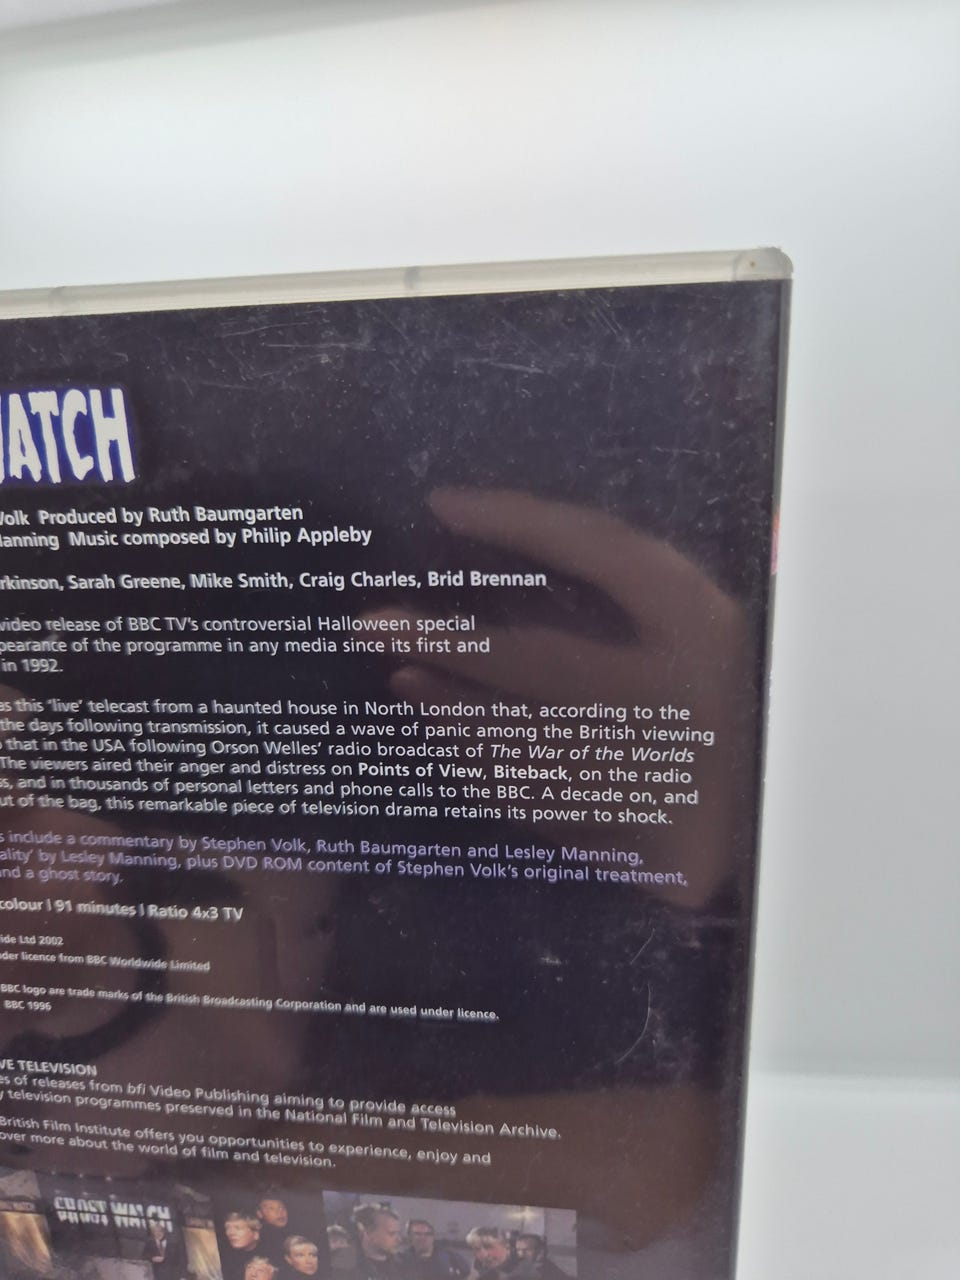 WATCH
Volk Produced by Ruth Baumgarten
Manning Music composed by Philip Appleby
rkinson, Sarah Greene, Mike Smith, Craig Charles, Brid Brennan
video release of BBC TV's controversial Halloween special
pearance of the programme in any media since its first and
in 1992.
as this 'live' telecast from a haunted house in North London that, according to the
the days following transmission, it caused a wave of panic among the British viewing
that in the USA following Orson Welles' radio broadcast of The War of the Worlds
The viewers aired their anger and distress on Points of View, Biteback, on the radio
ss, and in thousands of personal letters and phone calls to the BBC. A decade on, and
ut of the bag, this remarkable piece of television drama retains its power to shock.
s include a commentary by Stephen Volk, Ruth Baumgarten and Lesley Manning,
ality' by Lesley Manning, plus DVD ROM content of Stephen Volk's original treatment,
nd a ghost story.
colour | 91 minutes | Ratio 4x3 TV
ide Ltd 2002
der licence from BBC Worldwide Limited
BBC logo are trade marks of the British Broadcasting Corporation and are used under licence.
BBC 1996
VE TELEVISION
es of releases from bfi Video Publishing aiming to provide access
y television programmes preserved in the National Film and Television Archive.
British Film Institute offers you opportunities to experience, enjoy and
over more about the world of film and television.
GHOST WATCH